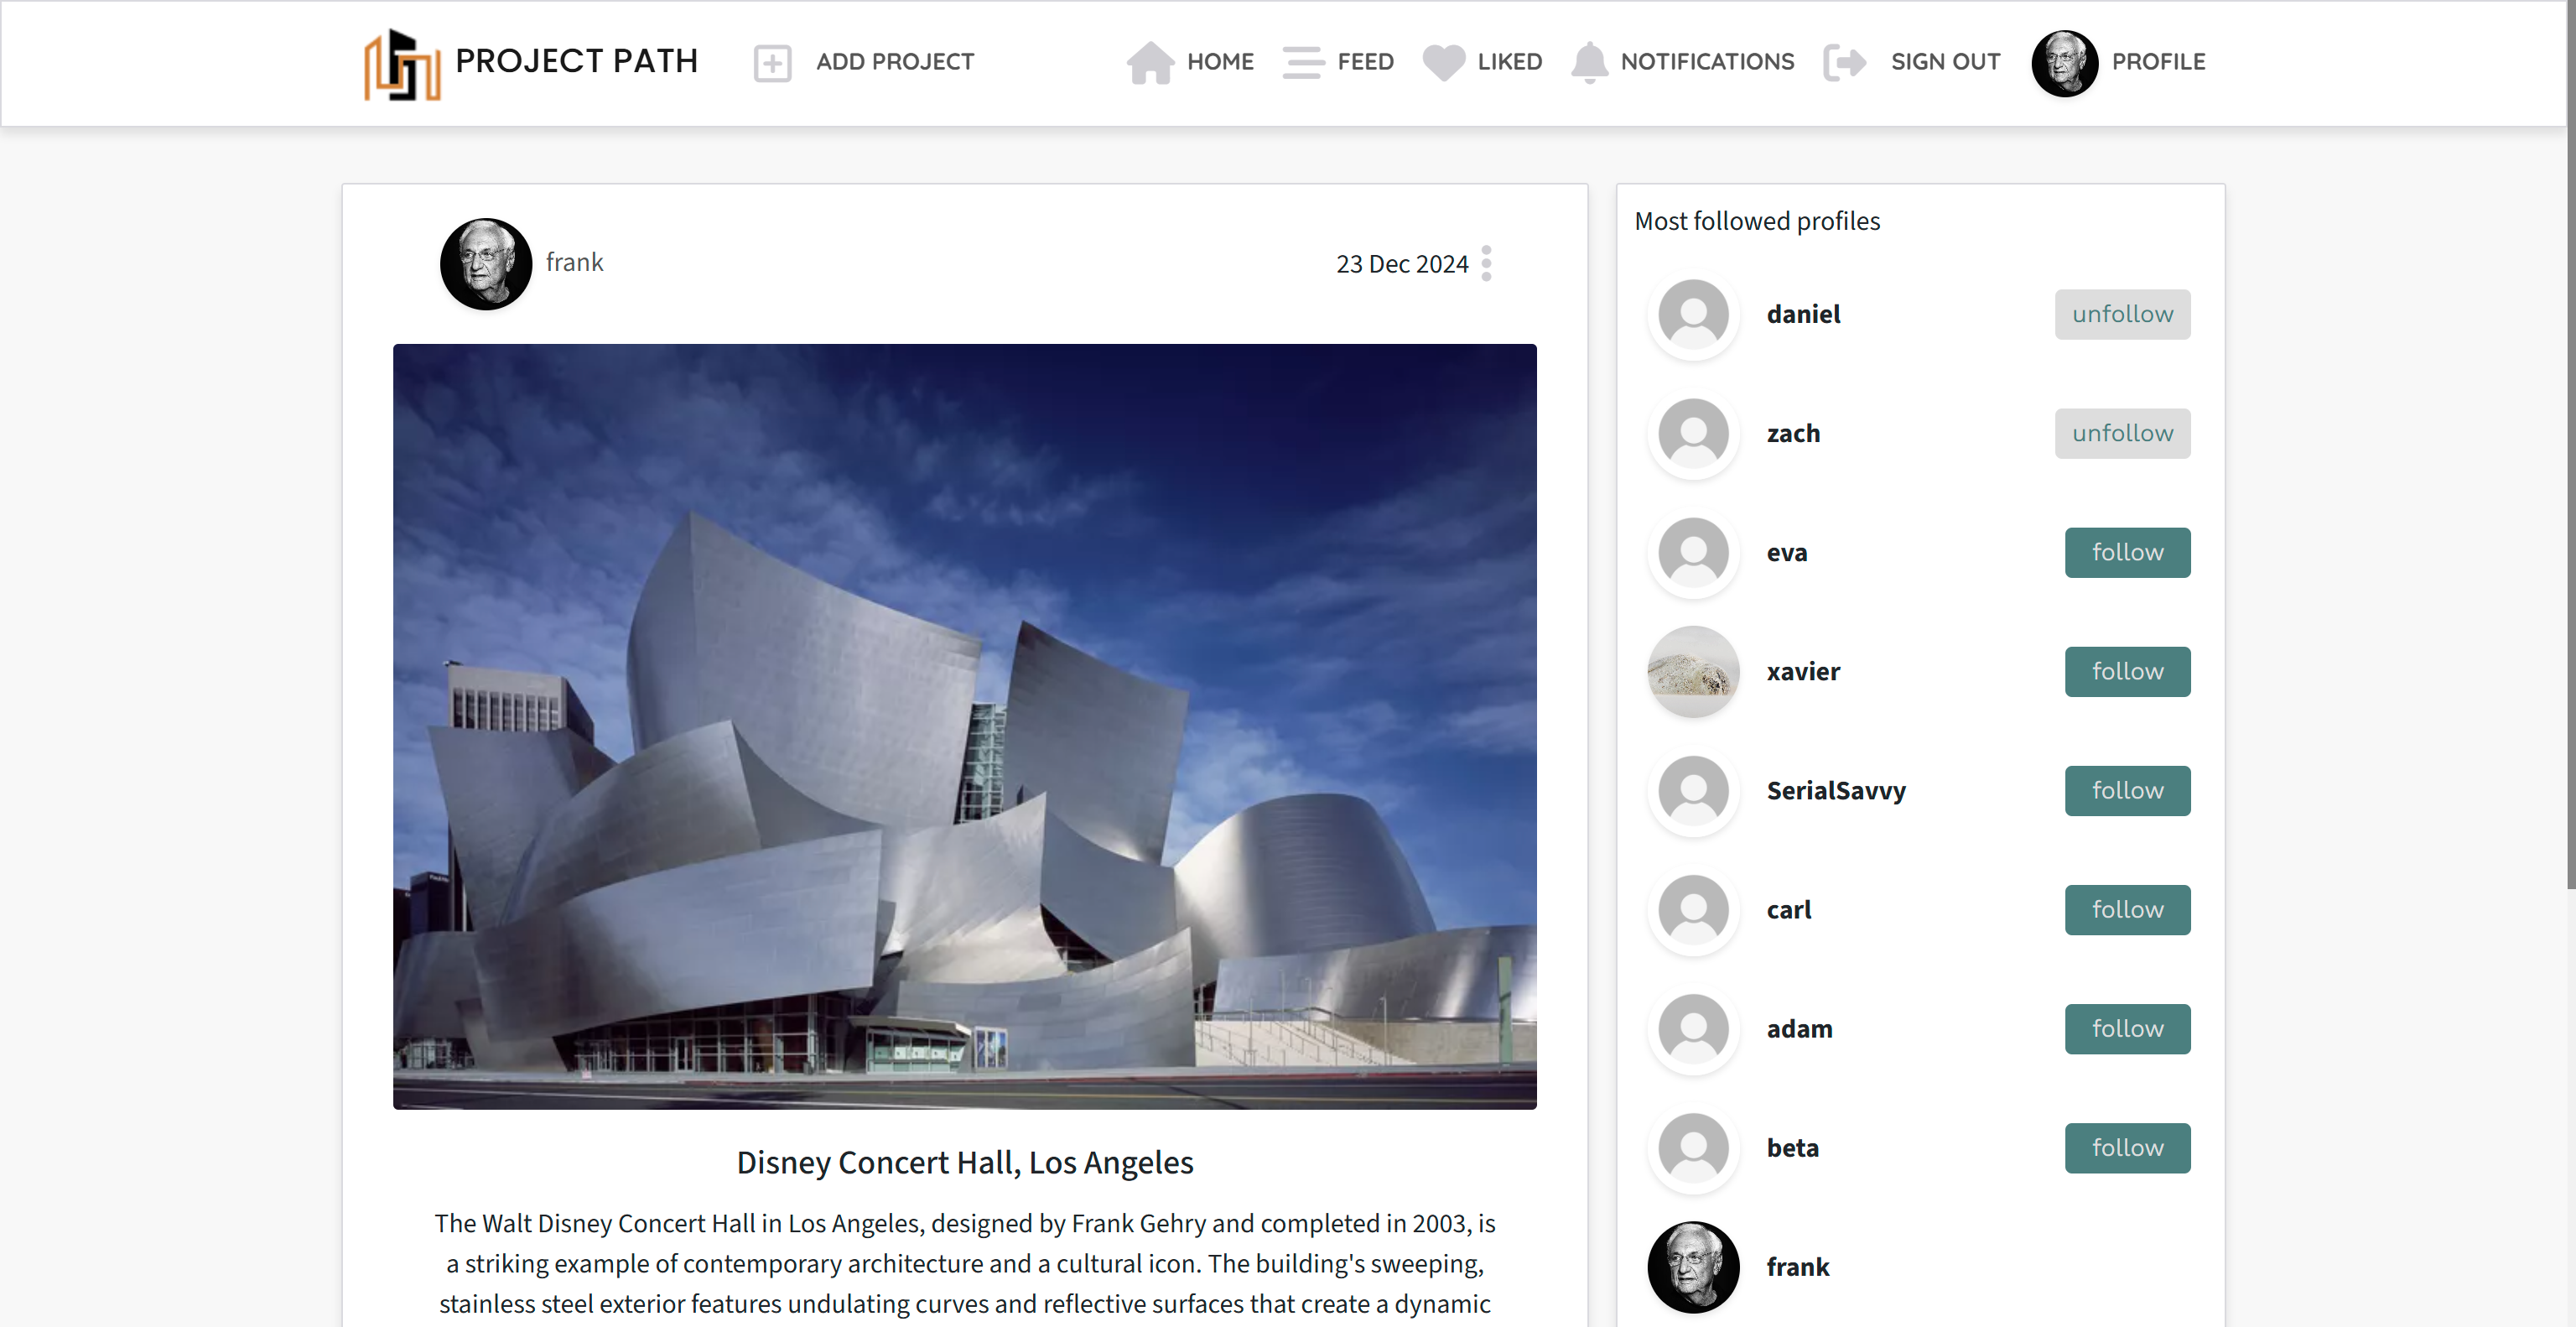 PROJECT PATH
ADD PROJECT
HOME
FEED
LIKED
NOTIFICATIONS
SIGN OUT
PROFILE
frank
23 Dec 2024
Disney Concert Hall, Los Angeles
The Walt Disney Concert Hall in Los Angeles, designed by Frank Gehry and completed in 2003, is
a striking example of contemporary architecture and a cultural icon. The building's sweeping,
stainless steel exterior features undulating curves and reflective surfaces that create a dynamic
Most followed profiles
daniel
unfollow
zach
unfollow
eva
follow
xavier
follow
SerialSavvy
follow
carl
follow
adam
follow
beta
follow
frank